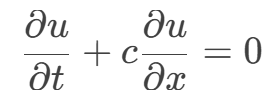 ∂u/∂t + c ∂u/∂x = 0